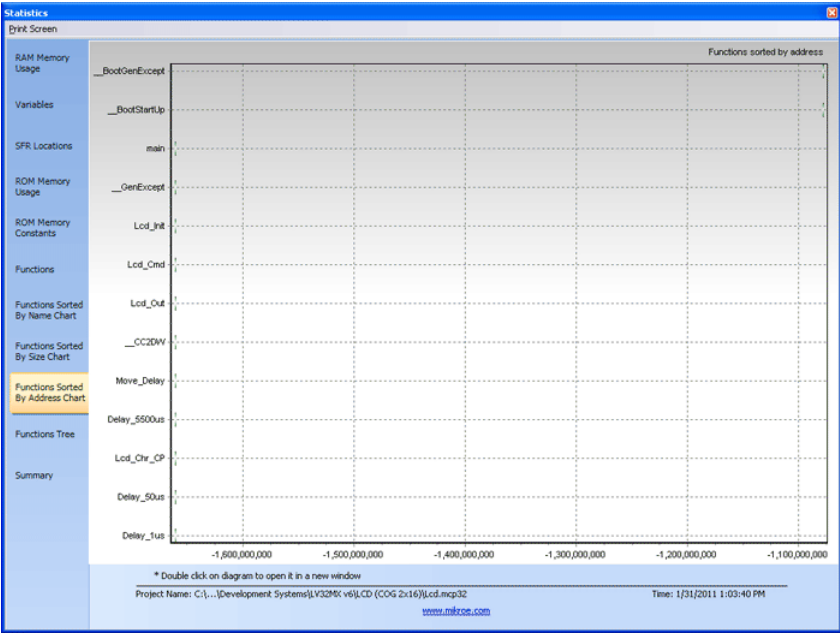 Statistics
Print Screen
RAM Memory
Usage
Variables
SFR Locations
ROM Memory
Usage
ROM Memory
Constants
Functions
Functions Sorted
By Name Chart
Functions Sorted
By Size Chart
Functions Sorted
By Address Chart
Functions Tree
Summary
Functions sorted by address
__BootGenExcept
__BootStartUp
main
__GenExcept
Lcd_Init
Lcd_Cmd
Lcd_Out
__CC2DW
Move_Delay
Delay_5500us
Lcd_Chr_CP
Delay_50us
Delay_1us
-1,600,000,000 -1,500,000,000 -1,400,000,000 -1,300,000,000 -1,200,000,000 -1,100,000,000
* Double click on diagram to open it in a new window
Project Name: C:\...\Development Systems\LV32MX v6\LCD (COG 2x16)\Lcd.mcp32 Time: 1/31/2011 1:03:40 PM
www.mikroe.com